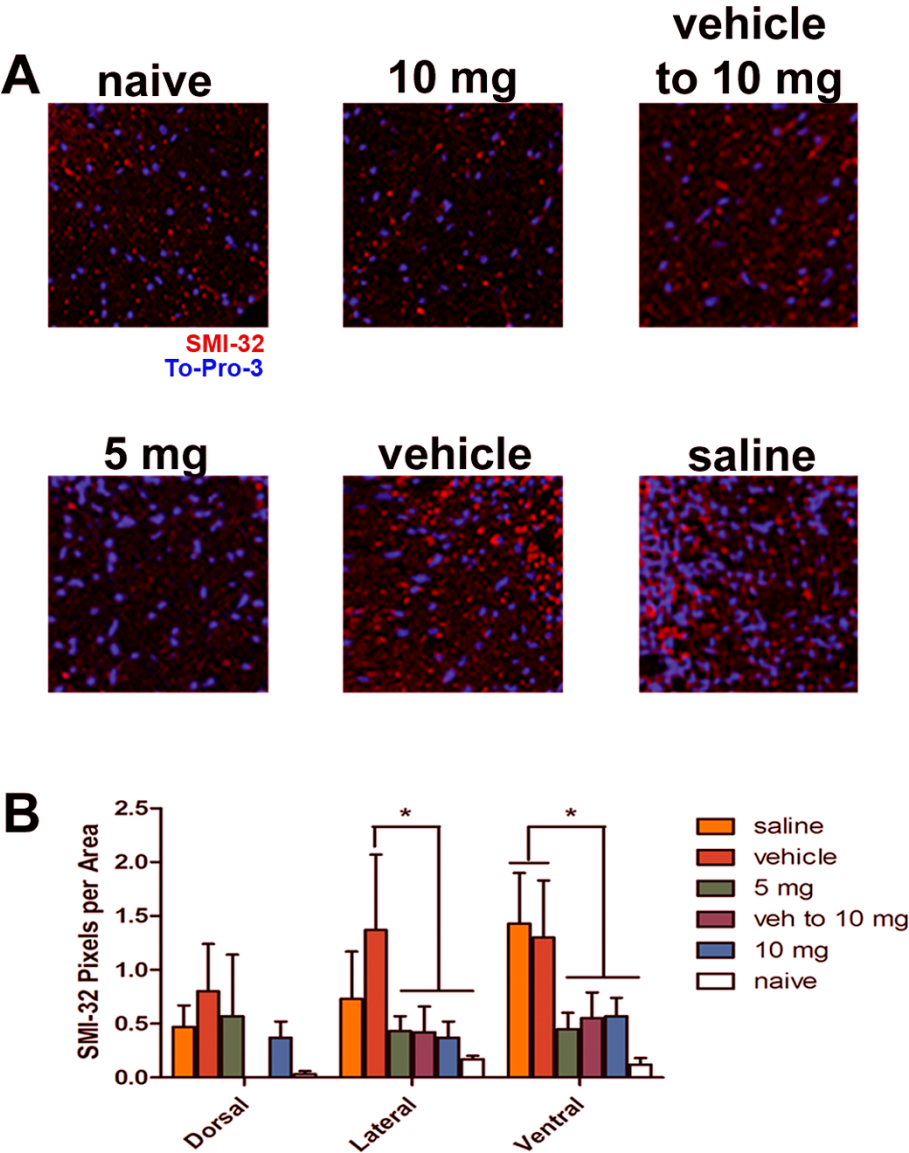 A
naive
10 mg
vehicle
to 10 mg
SMI-32
To-Pro-3
5 mg
vehicle
saline
B
SMI-32 Pixels per Area
2.5
2.0
1.5
1.0
0.5
0.0
*
*
Dorsal
Lateral
Ventral
saline
vehicle
5 mg
veh to 10 mg
10 mg
naive